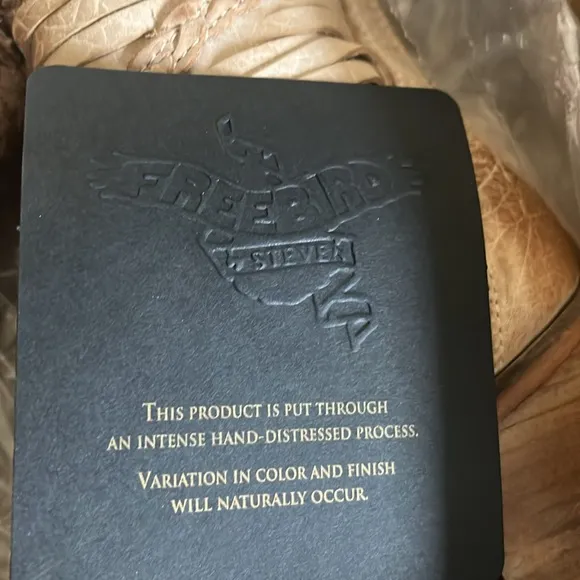 FREEBIRD
STEVEN
THIS PRODUCT IS PUT THROUGH
AN INTENSE HAND-DISTRESSED PROCESS.
VARIATION IN COLOR AND FINISH
WILL NATURALLY OCCUR.